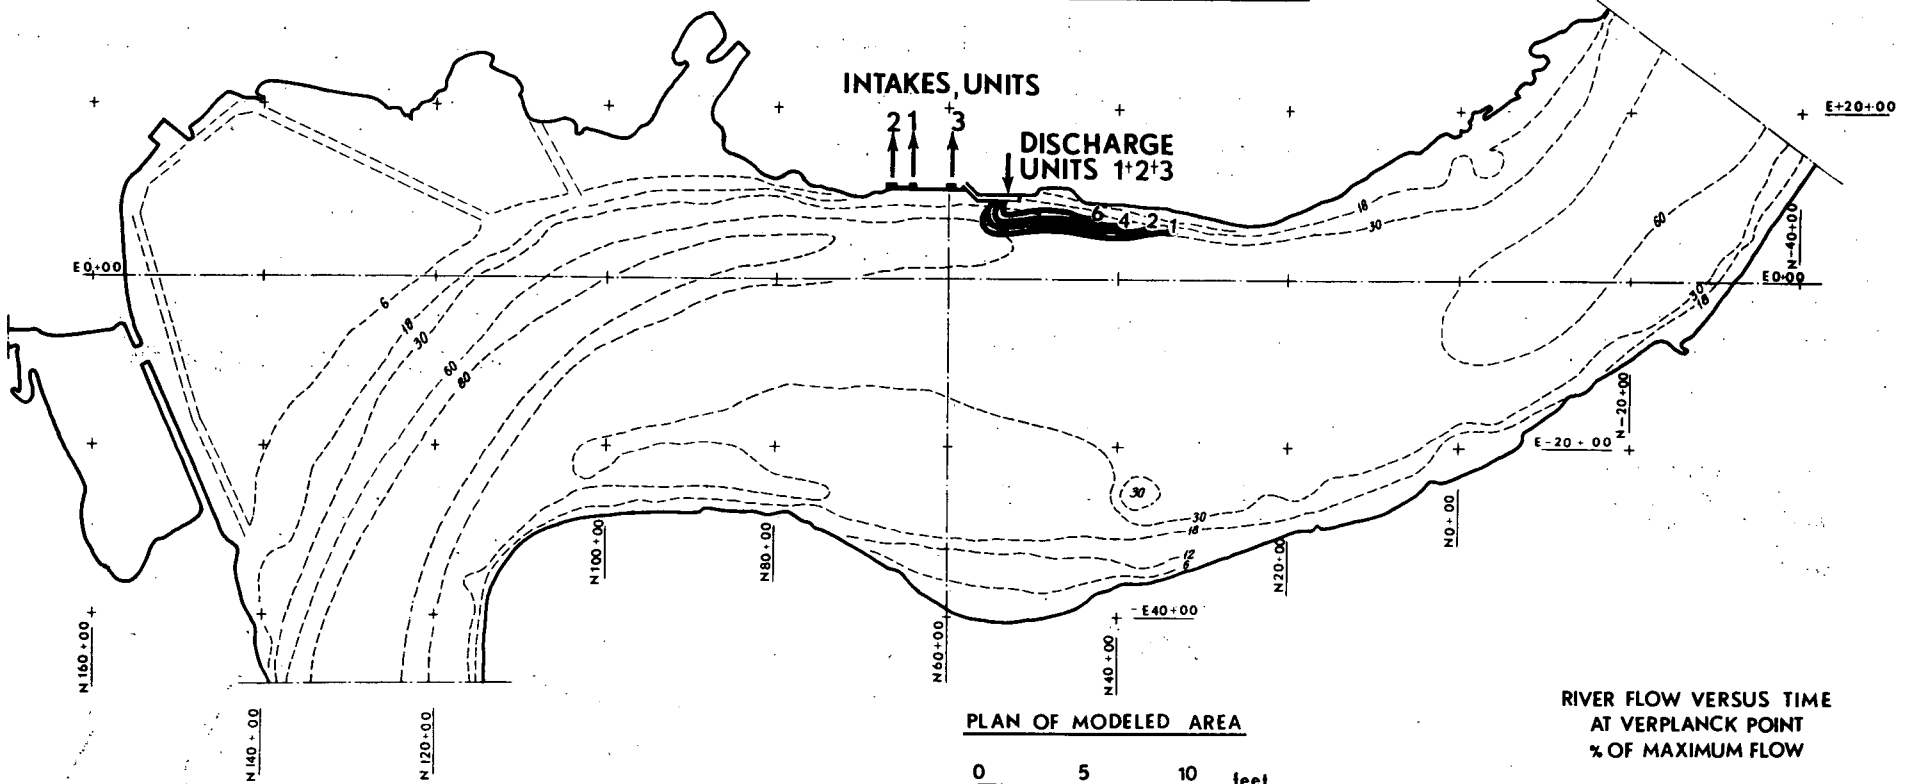 INTAKES, UNITS
2 1 3
DISCHARGE
UNITS 1+2+3
6 4 2 1
E+20+00
18
30
60
N-40+00
E0+00
E0+00
6
18
30
60
80
30
18
N-20+00
E-20+00
30
30
18
12
6
N100+00
N80+00
N0+00
N20+00
-E40+00
N160+00
N60+00
N40+00
N140+00
N120+00
PLAN OF MODELED AREA
0 5 10 feet
RIVER FLOW VERSUS TIME
AT VERPLANCK POINT
% OF MAXIMUM FLOW